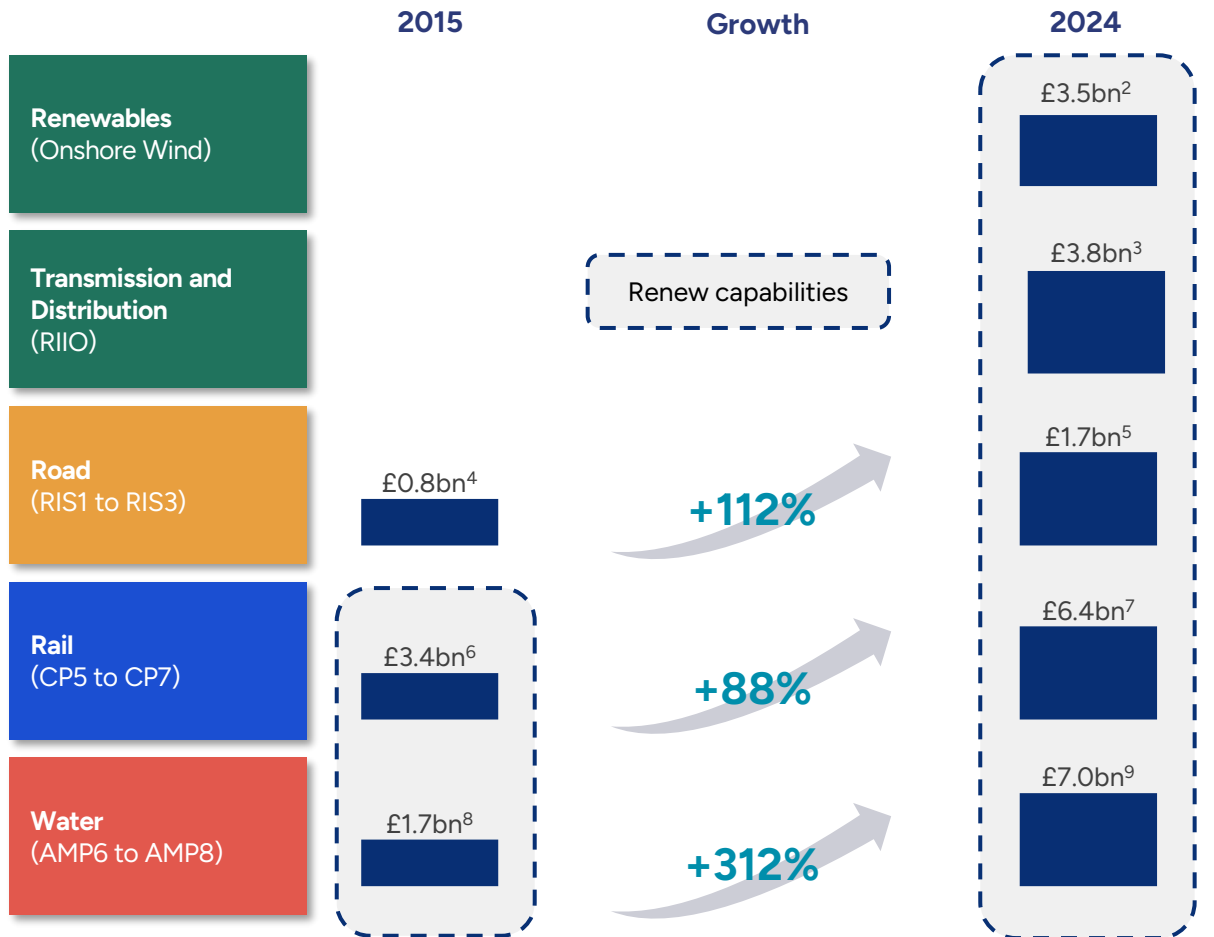 2015
Growth
2024
Renewables
(Onshore Wind)
£3.5bn²
Transmission and
Distribution
(RIIO)
Renew capabilities
£3.8bn³
Road
(RIS1 to RIS3)
£0.8bn⁴
+112%
£1.7bn⁵
Rail
(CP5 to CP7)
£3.4bn⁶
+88%
£6.4bn⁷
Water
(AMP6 to AMP8)
£1.7bn⁸
+312%
£7.0bn⁹